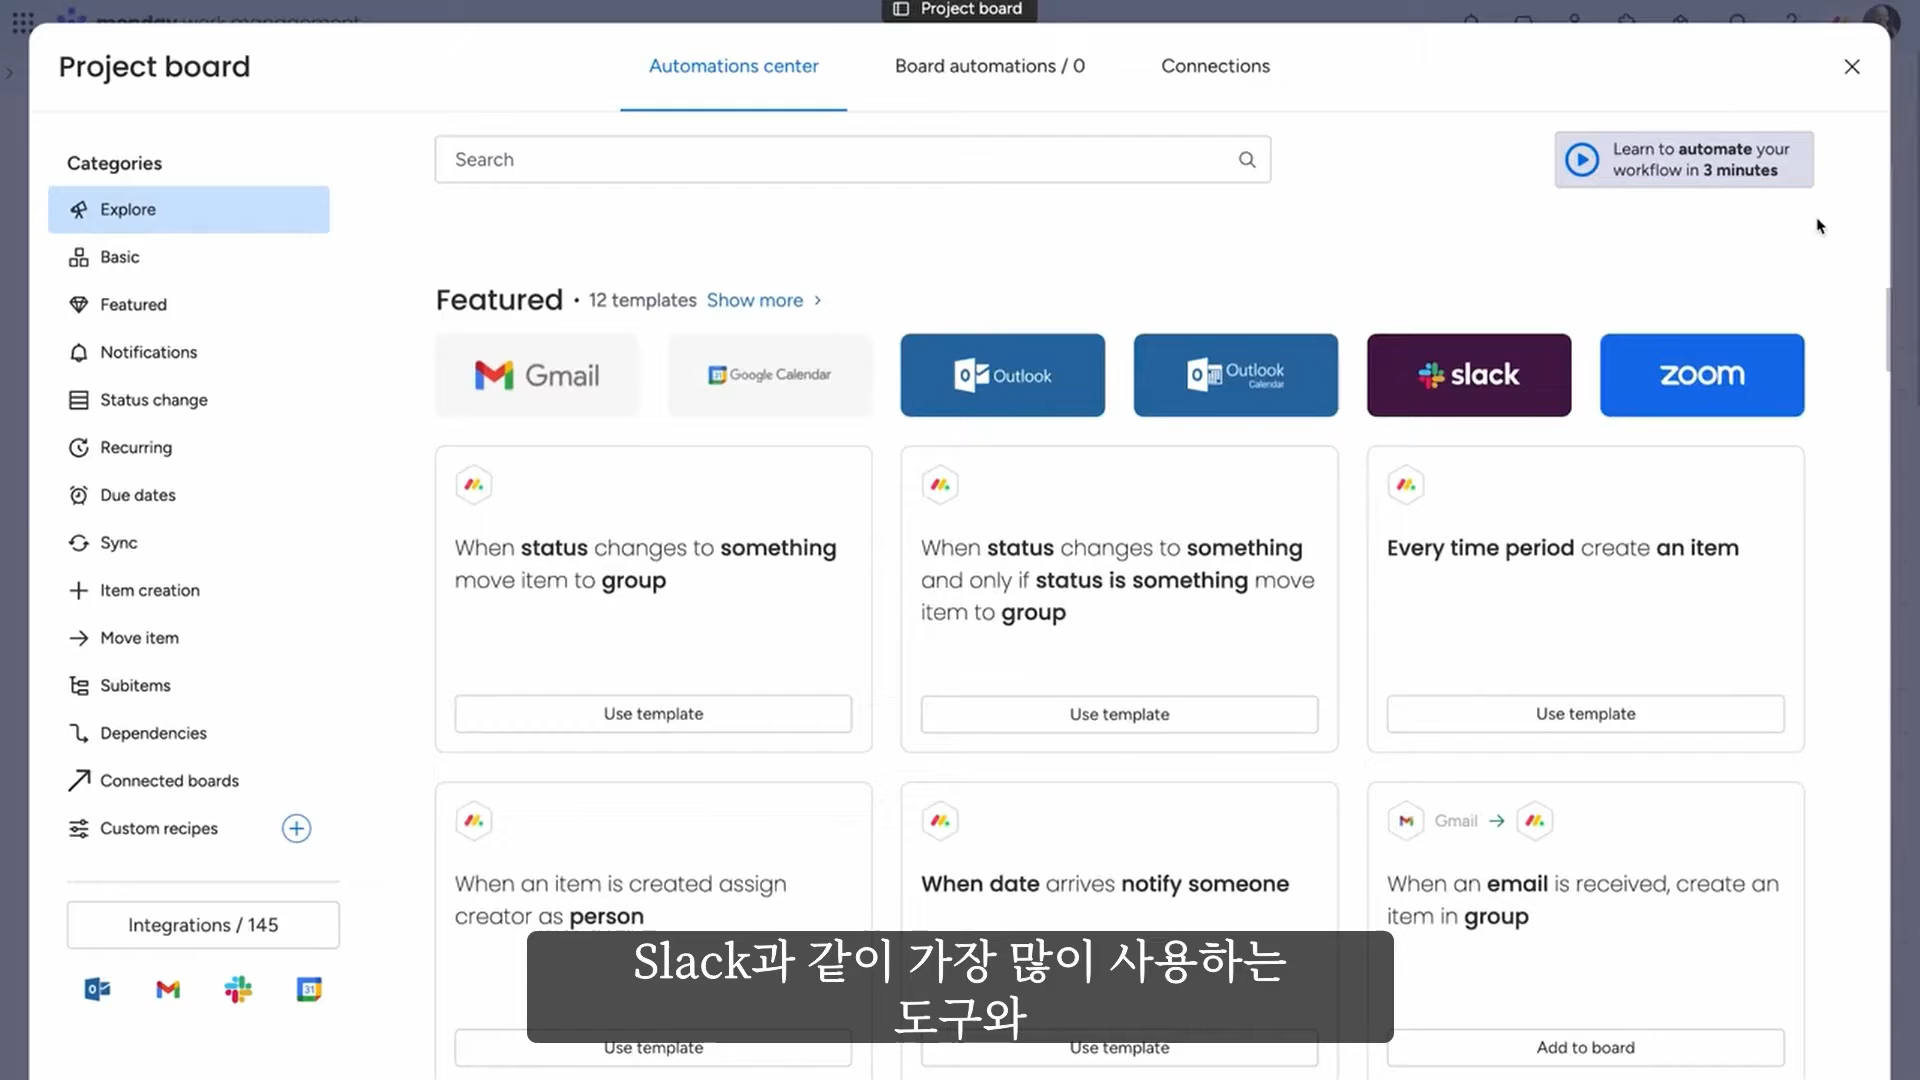 monday work management
Project board
Project board
Automations center
Board automations / 0
Connections
Categories
Explore
Basic
Featured
Notifications
Status change
Recurring
Due dates
Sync
Item creation
Move item
Subitems
Dependencies
Connected boards
Custom recipes
Integrations / 145
Search
Learn to automate your
workflow in 3 minutes
Featured • 12 templates Show more >
Gmail
31 Google Calendar
Outlook
Outlook
Calendar
slack
zoom
When status changes to something
move item to group
Use template
When status changes to something
and only if status is something move
item to group
Use template
Every time period create an item
Use template
When an item is created assign
creator as person
Use template
When date arrives notify someone
Use template
Gmail
When an email is received, create an
item in group
Add to board
31
Slack과 같이 가장 많이 사용하는
도구와